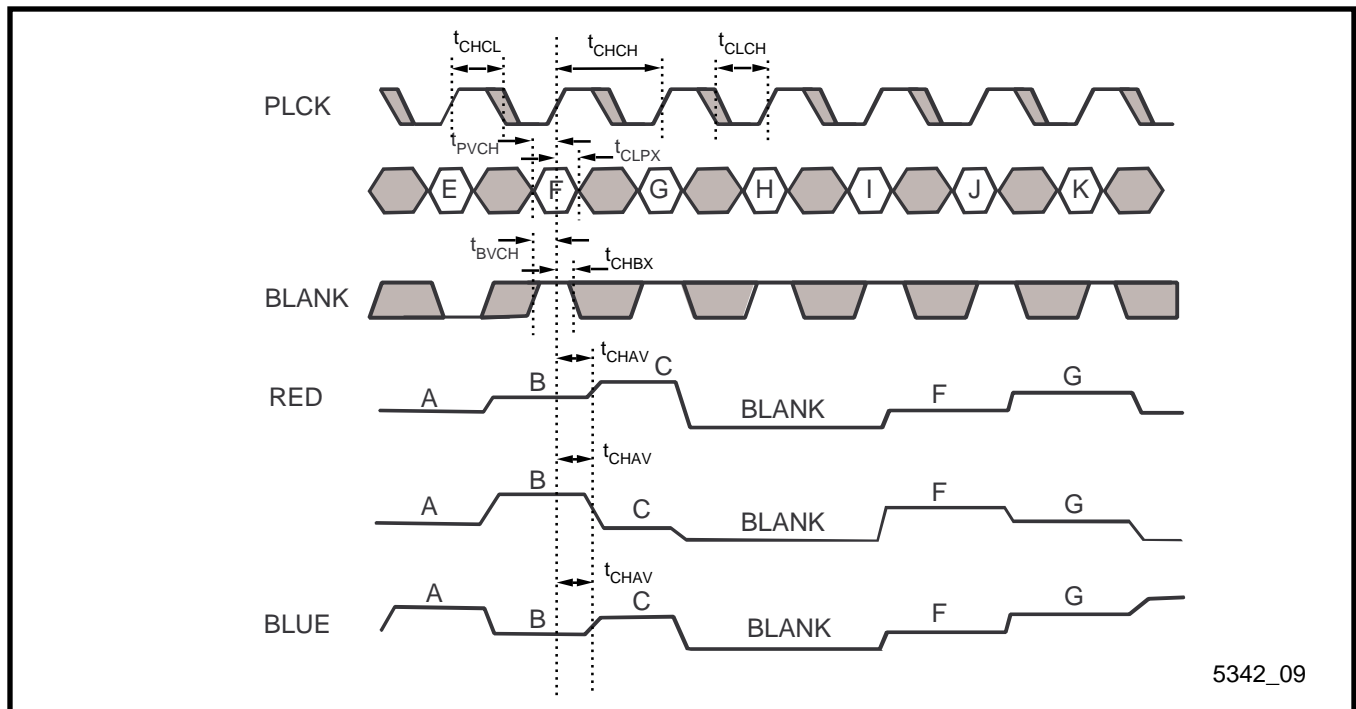 tCHCL tCHCH tCLCH
PLCK
tPVCH tCLPX
E F G H I J K
tBVCH tCHBX
BLANK
tCHAV
RED A B C BLANK F G
tCHAV
A B C BLANK F G
tCHAV
BLUE A B C BLANK F G
5342_09